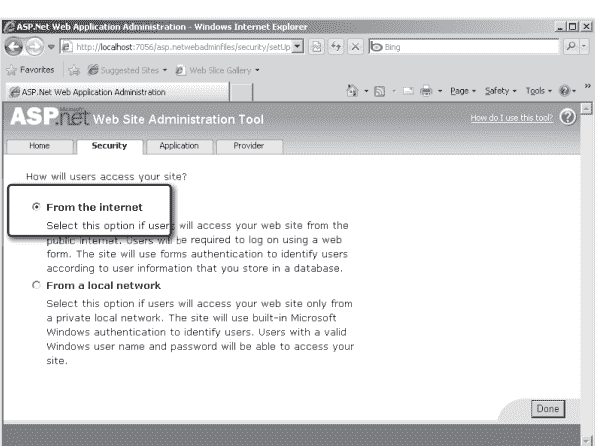 ASP.Net Web Application Administration - Windows Internet Explorer
http://localhost:7056/asp.netwebadminfiles/security/setUp
Bing
Favorites Suggested Sites Web Slice Gallery
ASP.Net Web Application Administration
Page Safety Tools
Microsoft
ASP.net Web Site Administration Tool How do I use this tool?
Home Security Application Provider
How will users access your site?
From the internet
Select this option if users will access your web site from the
public internet. Users will be required to log on using a web
form. The site will use forms authentication to identify users
according to user information that you store in a database.
From a local network
Select this option if users will access your web site only from
a private local network. The site will use built-in Microsoft
Windows authentication to identify users. Users with a valid
Windows user name and password will be able to access your
site.
Done